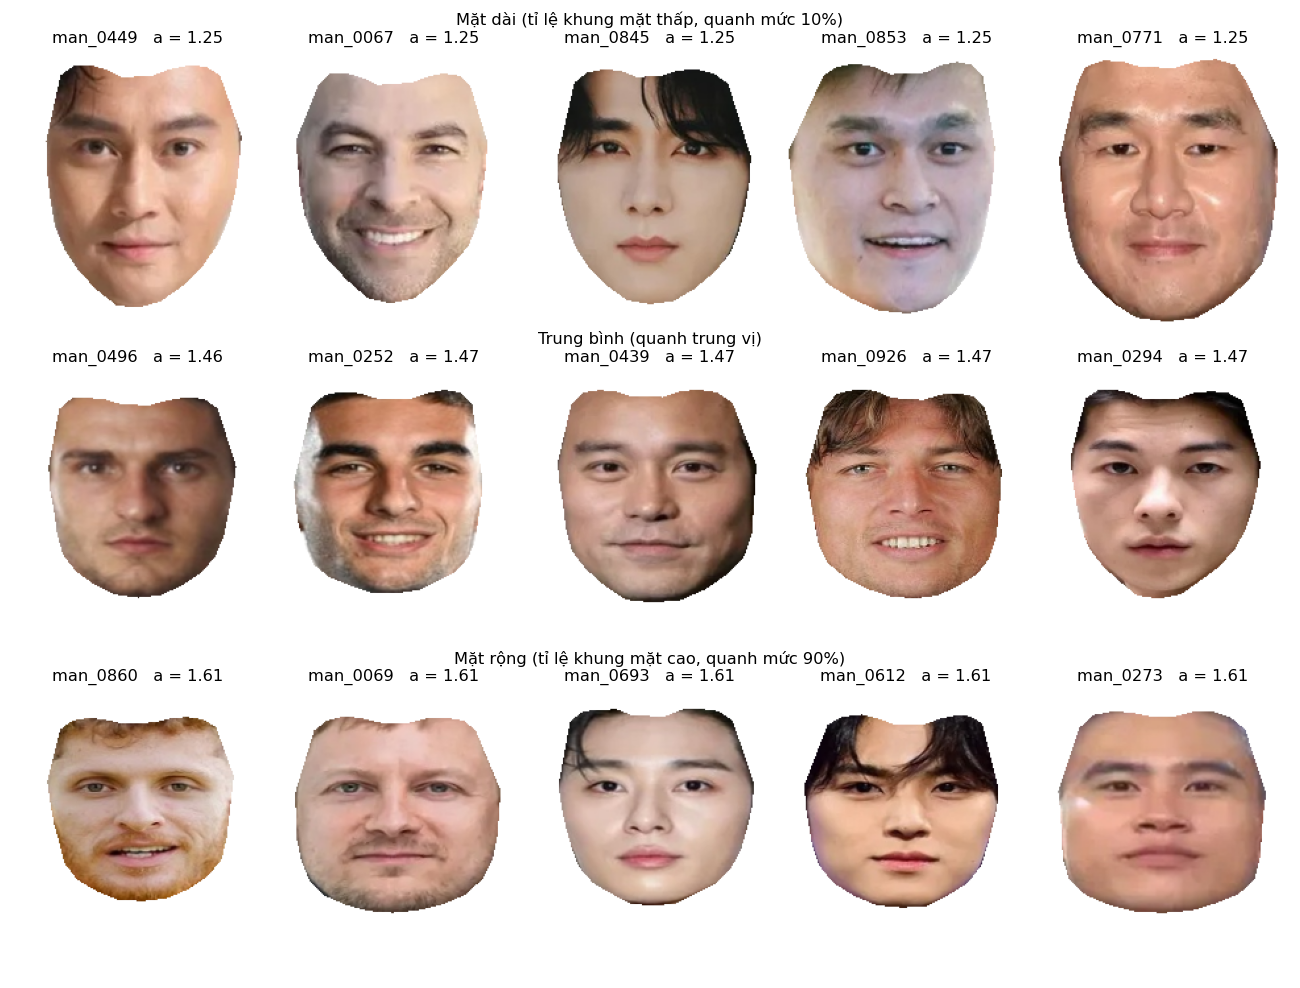 Mặt dài (tỉ lệ khung mặt thấp, quanh mức 10%)
man_0449 a = 1.25 man_0067 a = 1.25 man_0845 a = 1.25 man_0853 a = 1.25 man_0771 a = 1.25
Trung bình (quanh trung vị)
man_0496 a = 1.46 man_0252 a = 1.47 man_0439 a = 1.47 man_0926 a = 1.47 man_0294 a = 1.47
Mặt rộng (tỉ lệ khung mặt cao, quanh mức 90%)
man_0860 a = 1.61 man_0069 a = 1.61 man_0693 a = 1.61 man_0612 a = 1.61 man_0273 a = 1.61